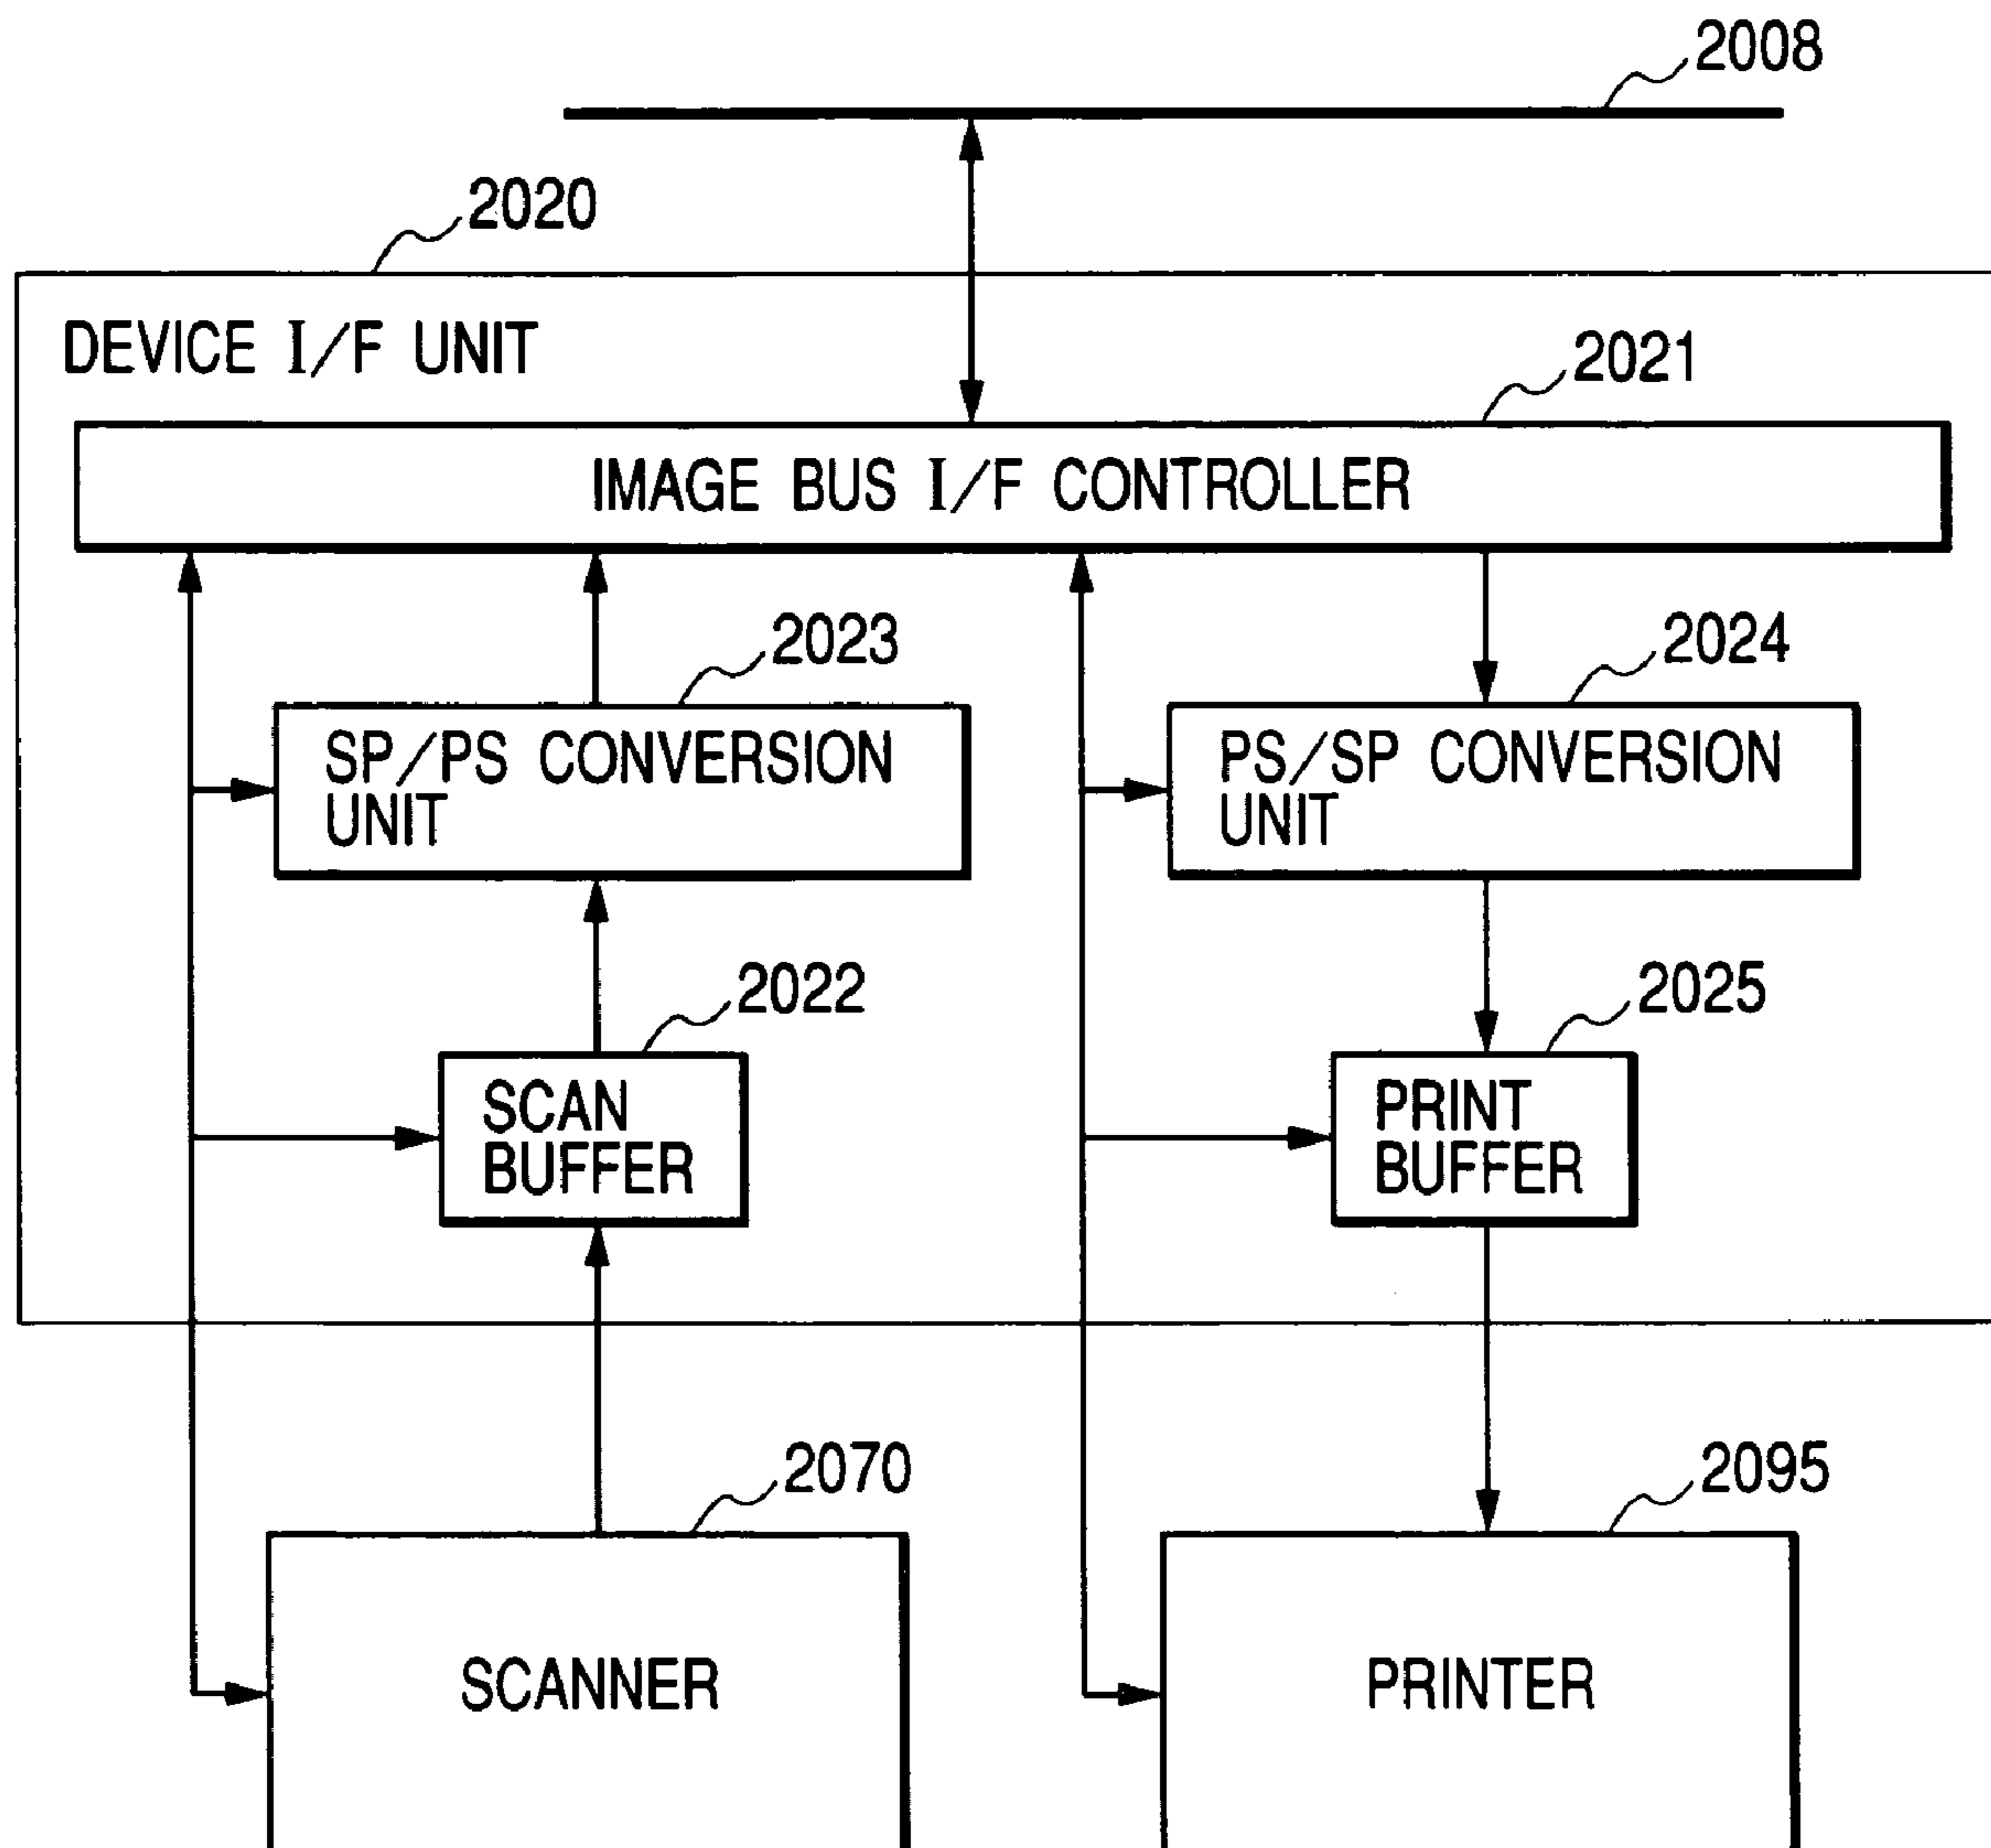 2008
2020
DEVICE I/F UNIT
2021
IMAGE BUS I/F CONTROLLER
2023
2024
SP/PS CONVERSION
UNIT
PS/SP CONVERSION
UNIT
2022
2025
SCAN
BUFFER
PRINT
BUFFER
2070
2095
SCANNER
PRINTER